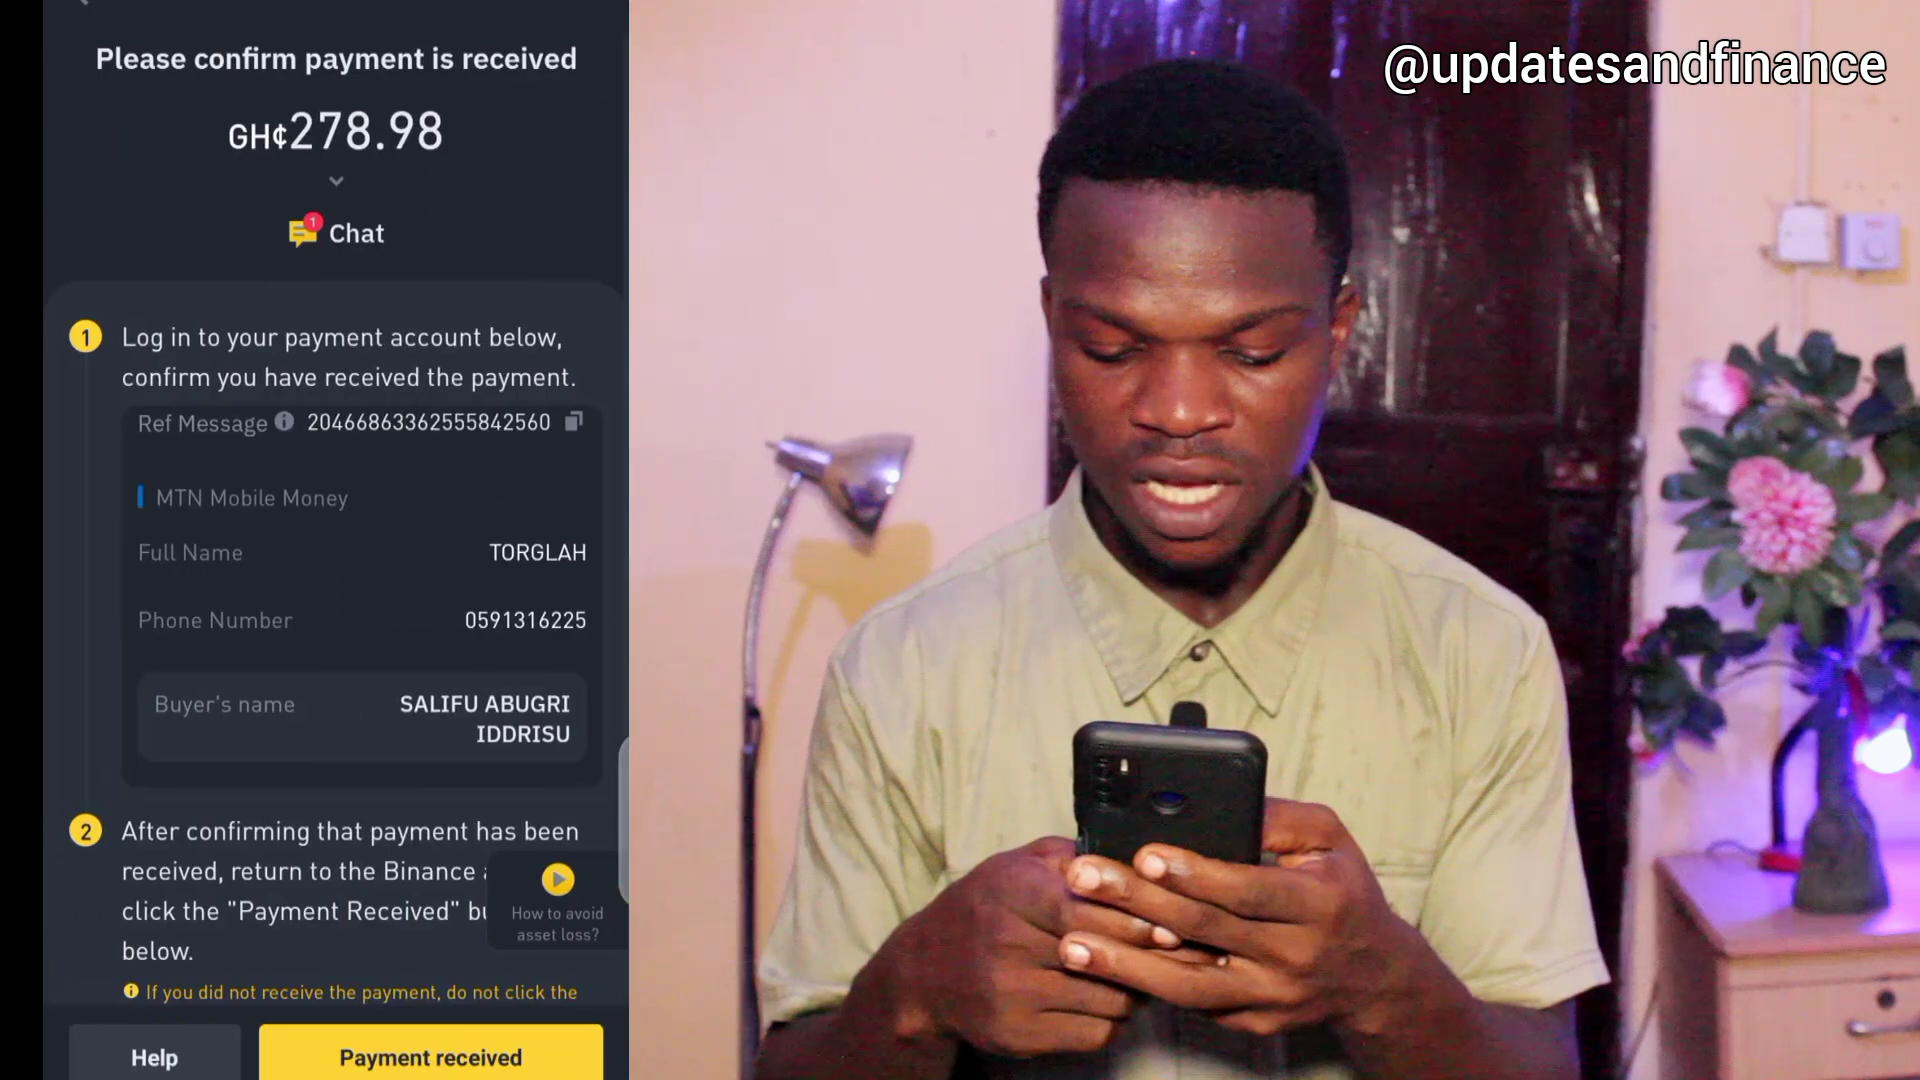 Please confirm payment is received
GH¢278.98
1
Chat
1
Log in to your payment account below,
confirm you have received the payment.
Ref Message 20466863362555842560
MTN Mobile Money
Full Name TORGLAH
Phone Number 0591316225
Buyer's name SALIFU ABUGRI
IDDRISU
2
After confirming that payment has been
received, return to the Binance
click the "Payment Received"
below.
How to avoid
asset loss?
If you did not receive the payment, do not click the
Help
Payment received
@updatesandfinance